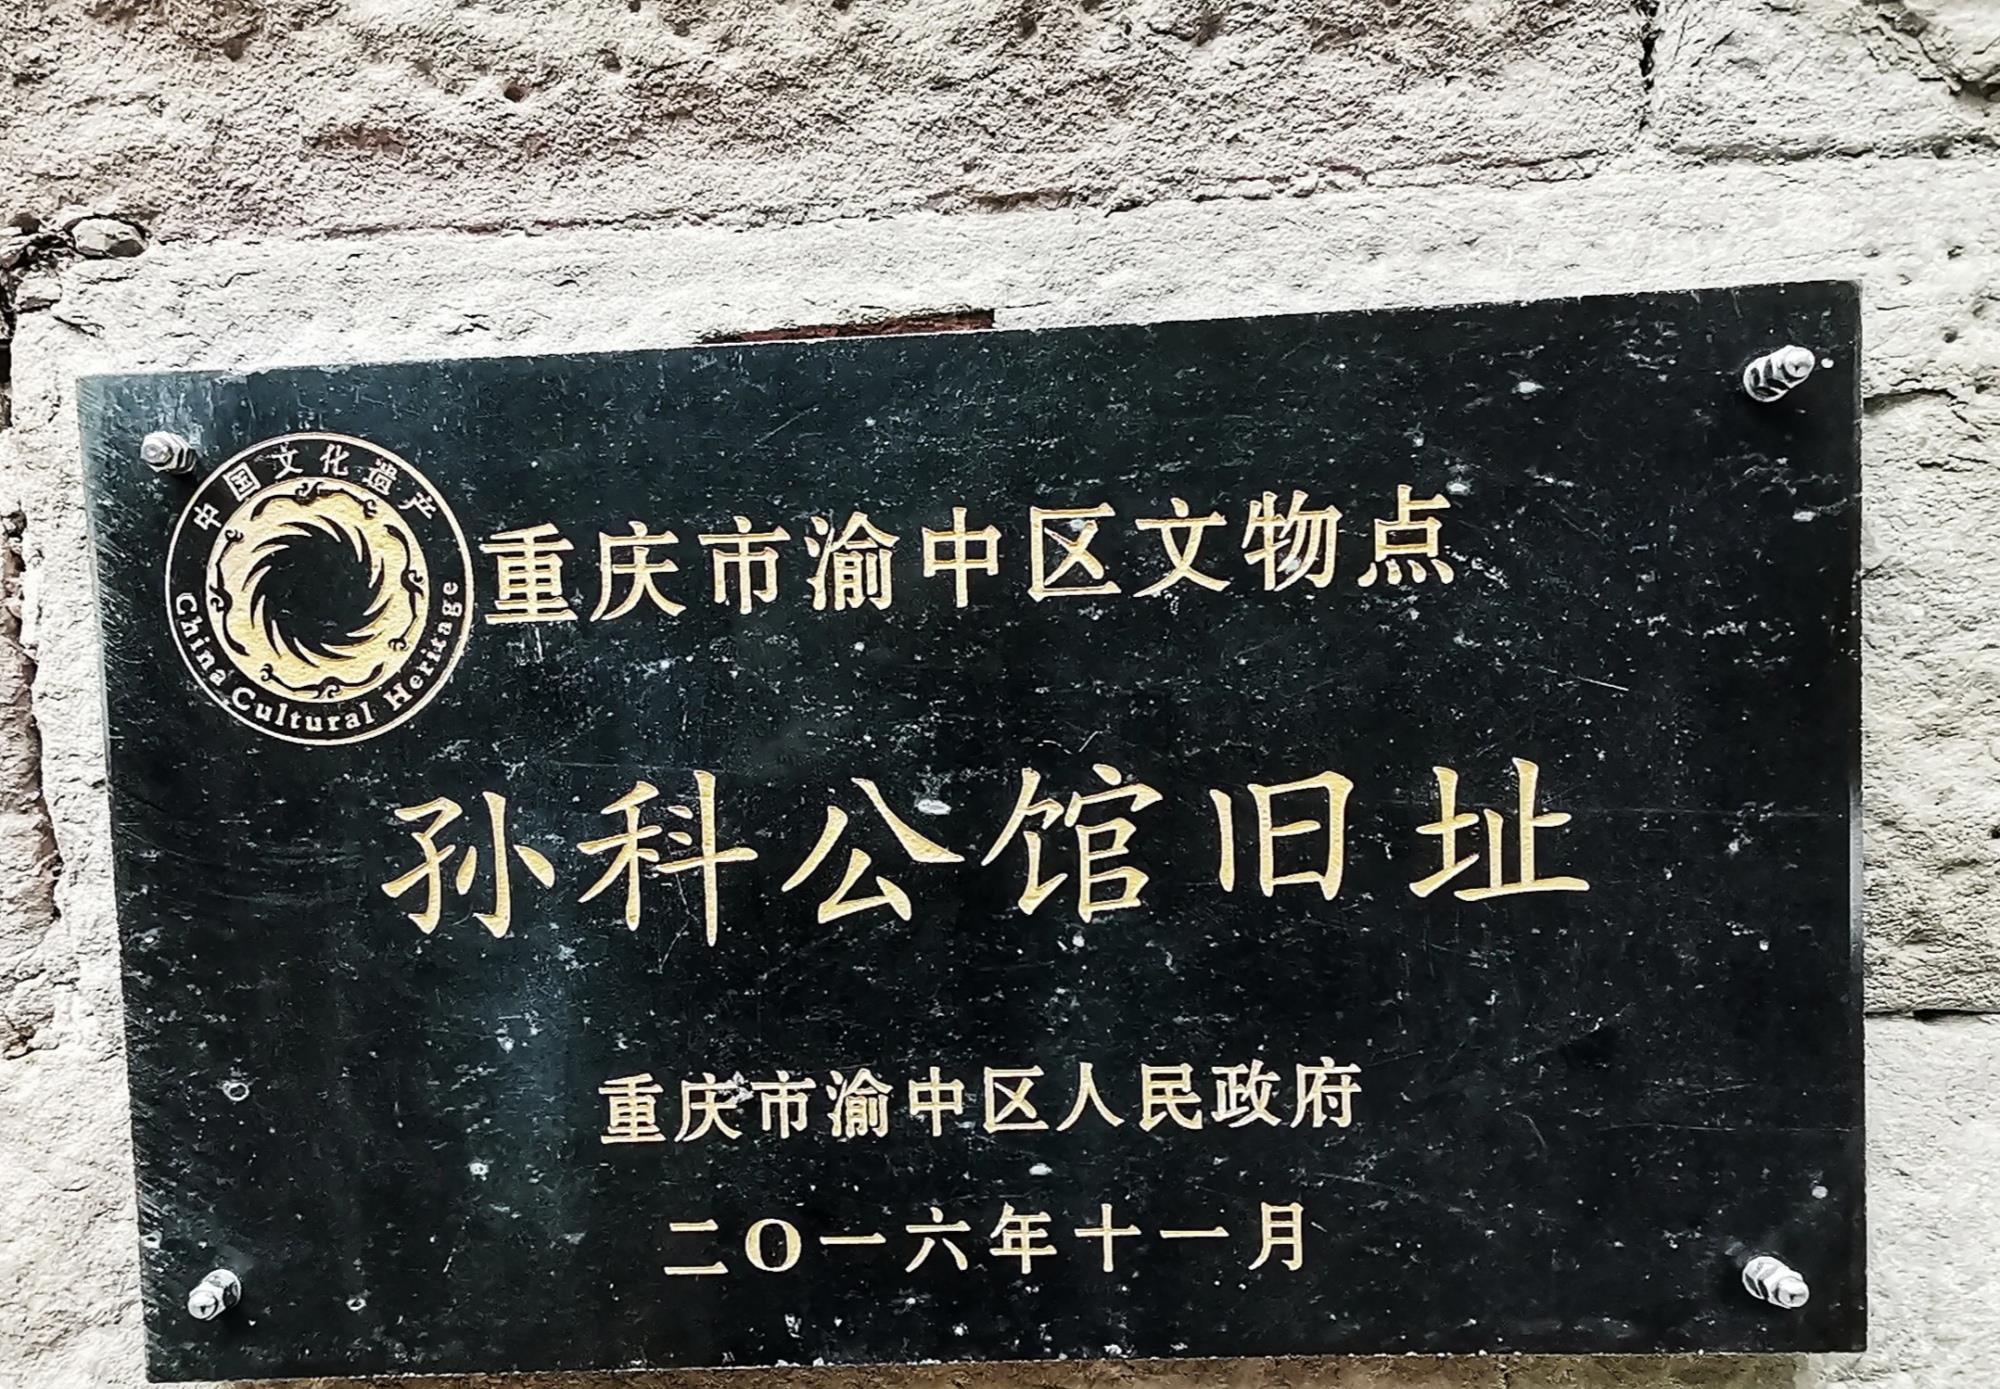 中国文化遗产
China Cultural Heritage
重庆市渝中区文物点
孙科公馆旧址
重庆市渝中区人民政府
二O一六年十一月